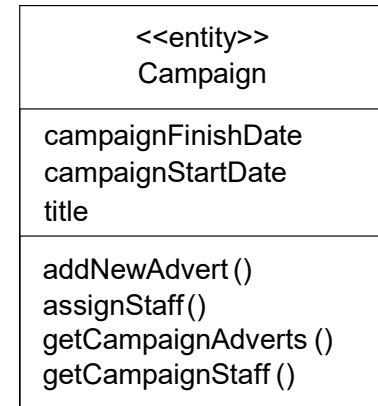 <<entity>>
Campaign
campaignFinishDate
campaignStartDate
title
addNewAdvert ()
assignStaff()
getCampaignAdverts ()
getCampaignStaff ()